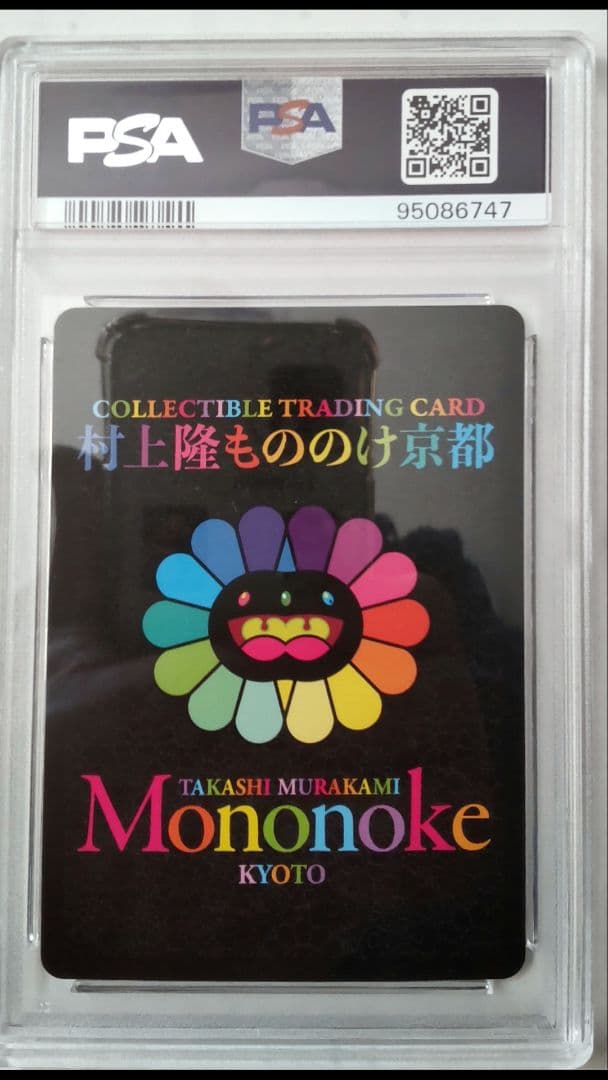 PSA
PSA
95086747
COLLECTIBLE TRADING CARD
村上隆もののけ京都
TAKASHI MURAKAMI
Mononoke
KYOTO